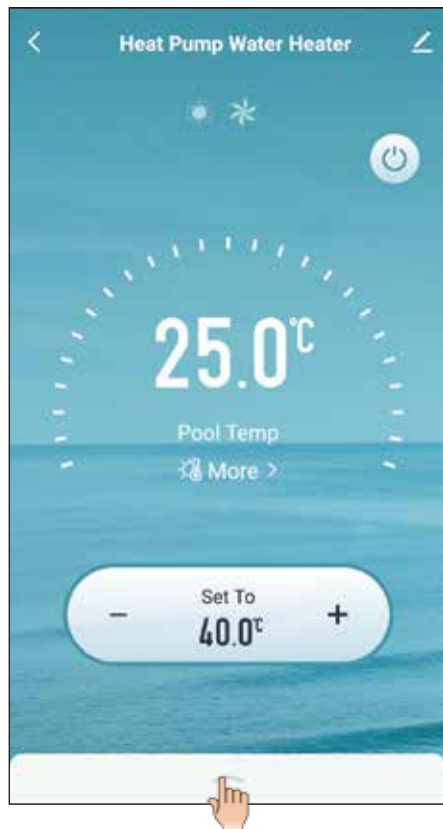 Heat Pump Water Heater
25.0℃
Pool Temp
More >
Set To
− 40.0℃ +